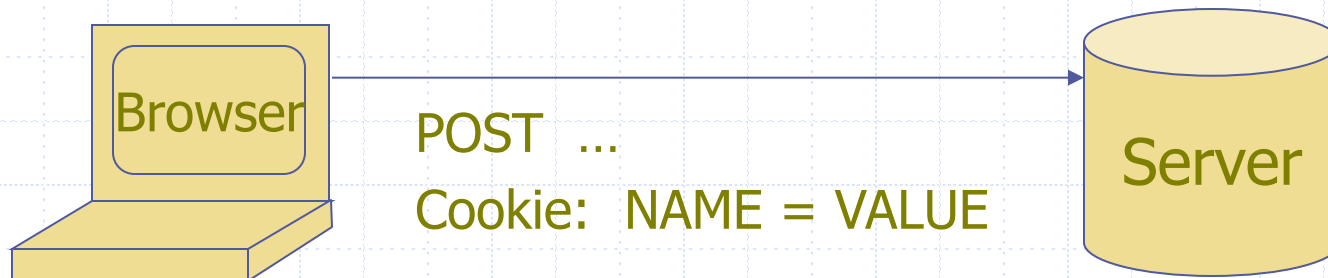 Browser
POST ...
Server
Cookie: NAME = VALUE